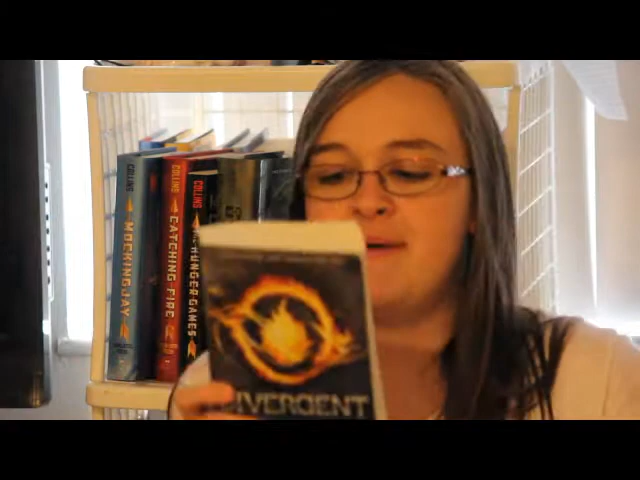 COLLINS
MOCKINGJAY
COLLINS
CATCHING FIRE
COLLINS
THE HUNGER GAMES
DIVERGENT